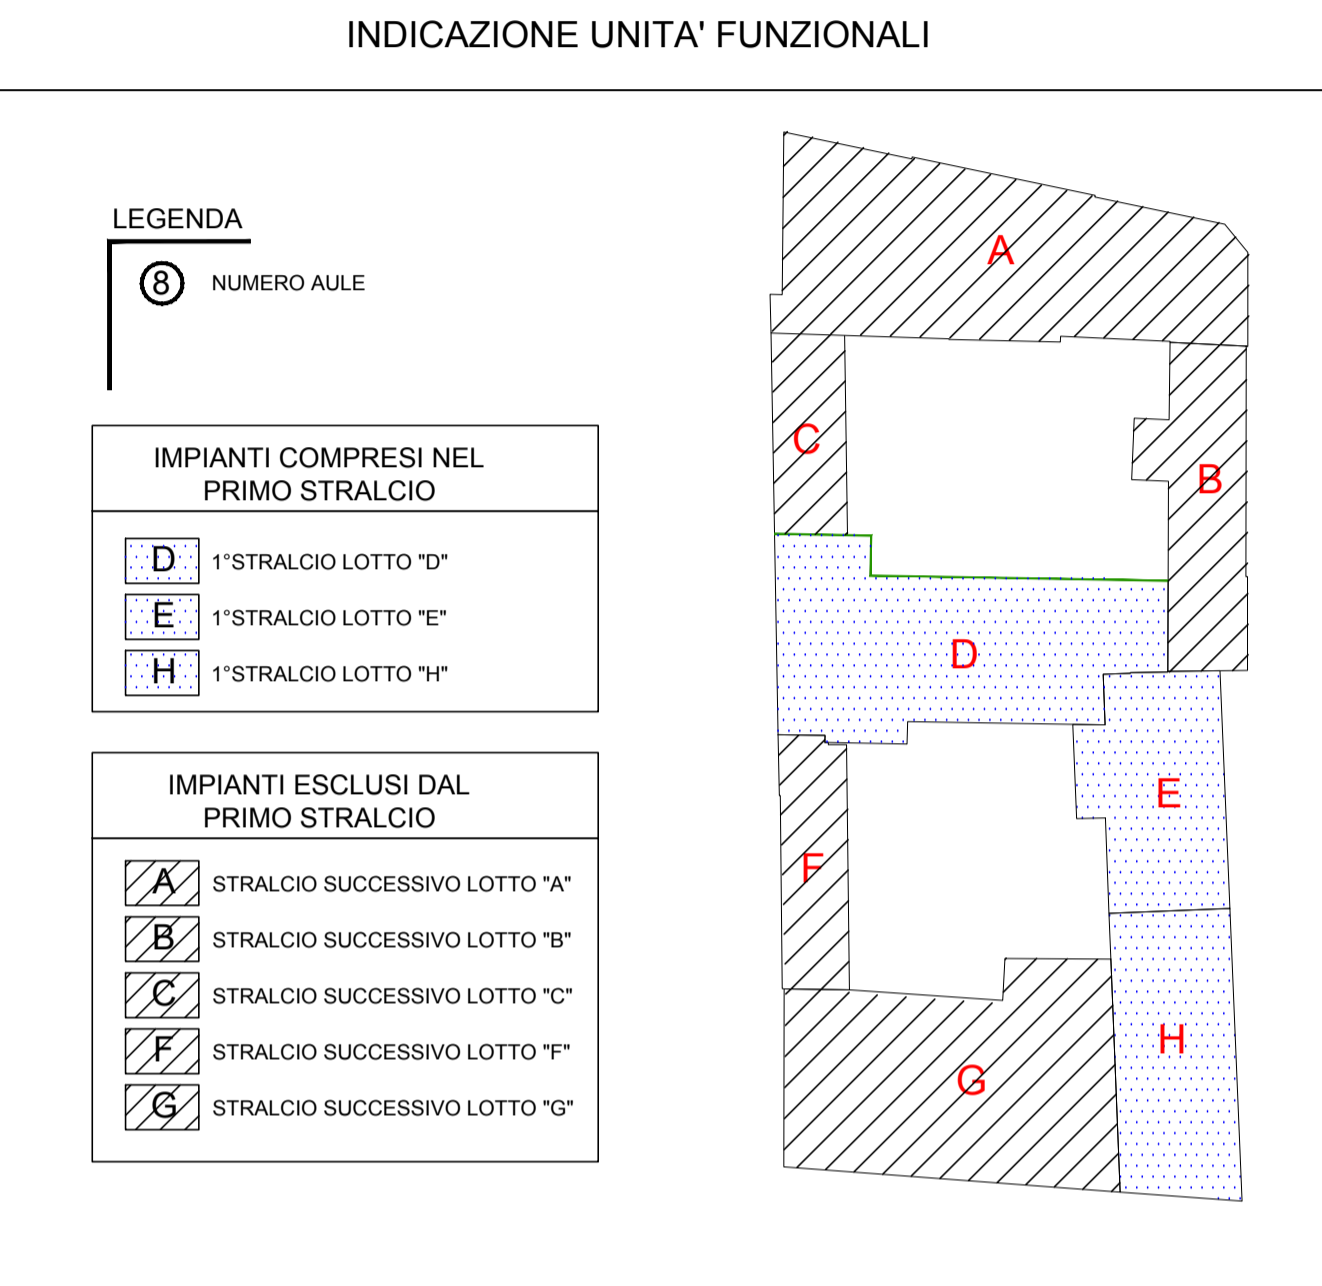 INDICAZIONE UNITA' FUNZIONALI
LEGENDA
8 NUMERO AULE
IMPIANTI COMPRESI NEL
PRIMO STRALCIO
D 1°STRALCIO LOTTO "D"
E 1°STRALCIO LOTTO "E"
H 1°STRALCIO LOTTO "H"
IMPIANTI ESCLUSI DAL
PRIMO STRALCIO
A STRALCIO SUCCESSIVO LOTTO "A"
B STRALCIO SUCCESSIVO LOTTO "B"
C STRALCIO SUCCESSIVO LOTTO "C"
F STRALCIO SUCCESSIVO LOTTO "F"
G STRALCIO SUCCESSIVO LOTTO "G"
A
C
B
D
E
F
H
G